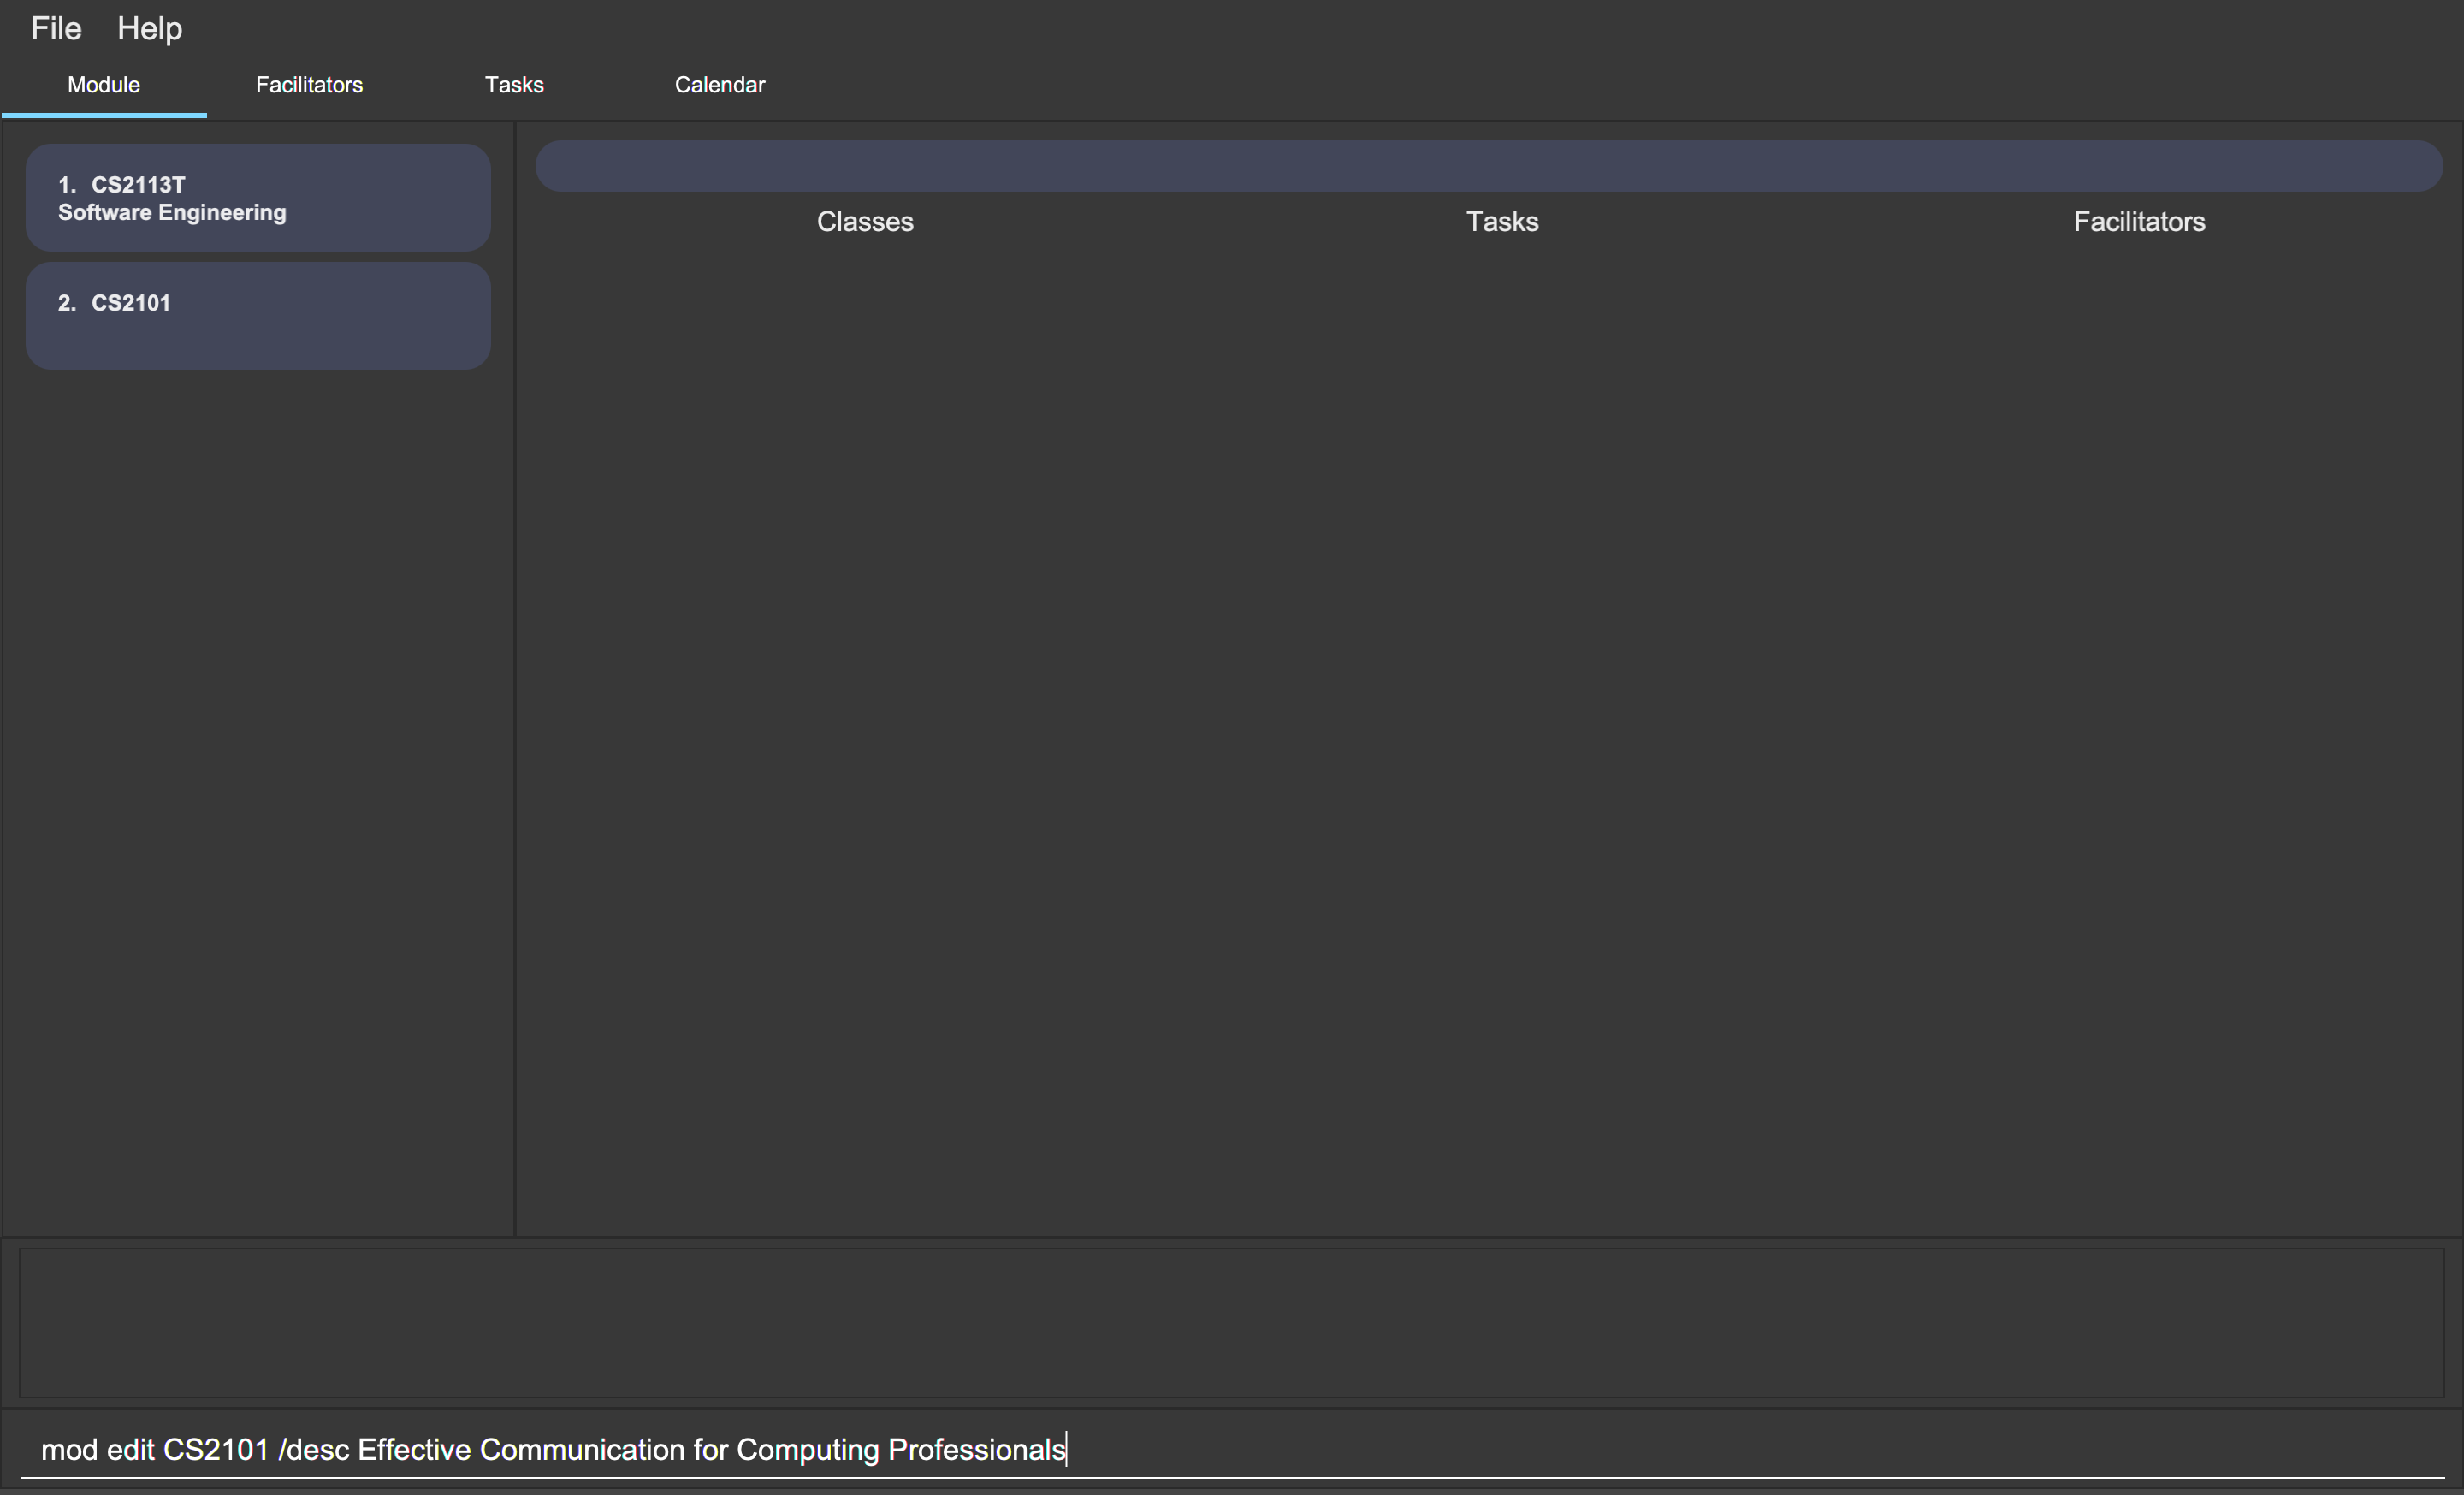 File Help
Module Facilitators Tasks Calendar
1. CS2113T
Software Engineering
2. CS2101
Classes Tasks Facilitators
mod edit CS2101 /desc Effective Communication for Computing Professionals